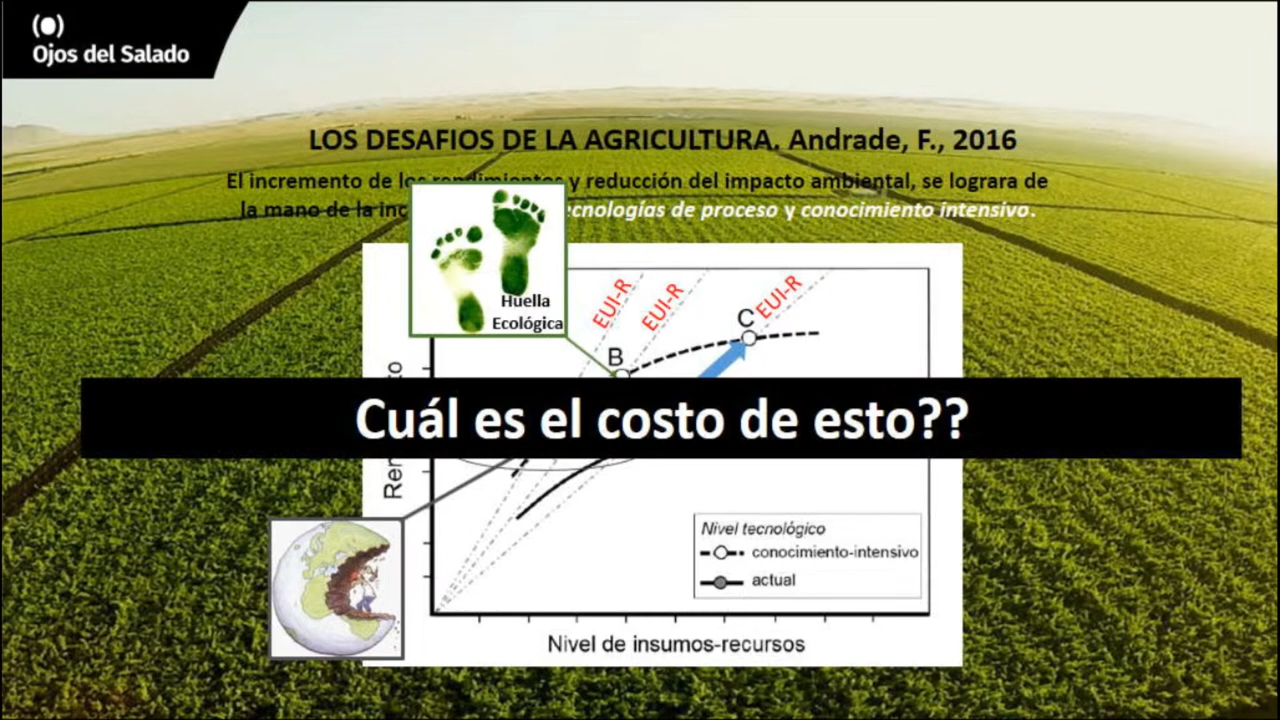 (•)
Ojos del Salado
LOS DESAFIOS DE LA AGRICULTURA. Andrade, F., 2016
El incremento de los rendimientos y reducción del impacto ambiental, se lograra de
la mano de la tecnologías de proceso y conocimiento intensivo.
Huella
Ecológica
EUI-R
EUI-R
EUI-R
C
B
Cuál es el costo de esto??
Nivel tecnológico
conocimiento-intensivo
actual
Nivel de insumos-recursos